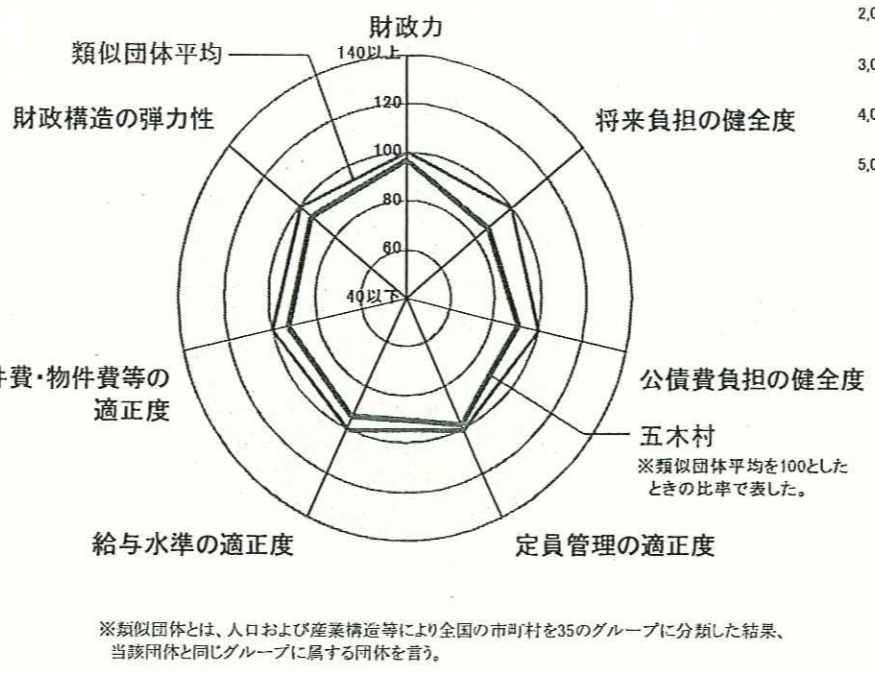 財政力
140以上
類似団体平均
120
財政構造の弾力性
将来負担の健全度
100
80
60
40以下
件費・物件費等の
適正度
公債費負担の健全度
五木村
※類似団体平均を100とした
ときの比率で表した。
給与水準の適正度
定員管理の適正度
※類似団体とは、人口および産業構造等により全国の市町村を35のグループに分類した結果、
当該団体と同じグループに属する団体を言う。
2,0
3,0
4,0
5,0